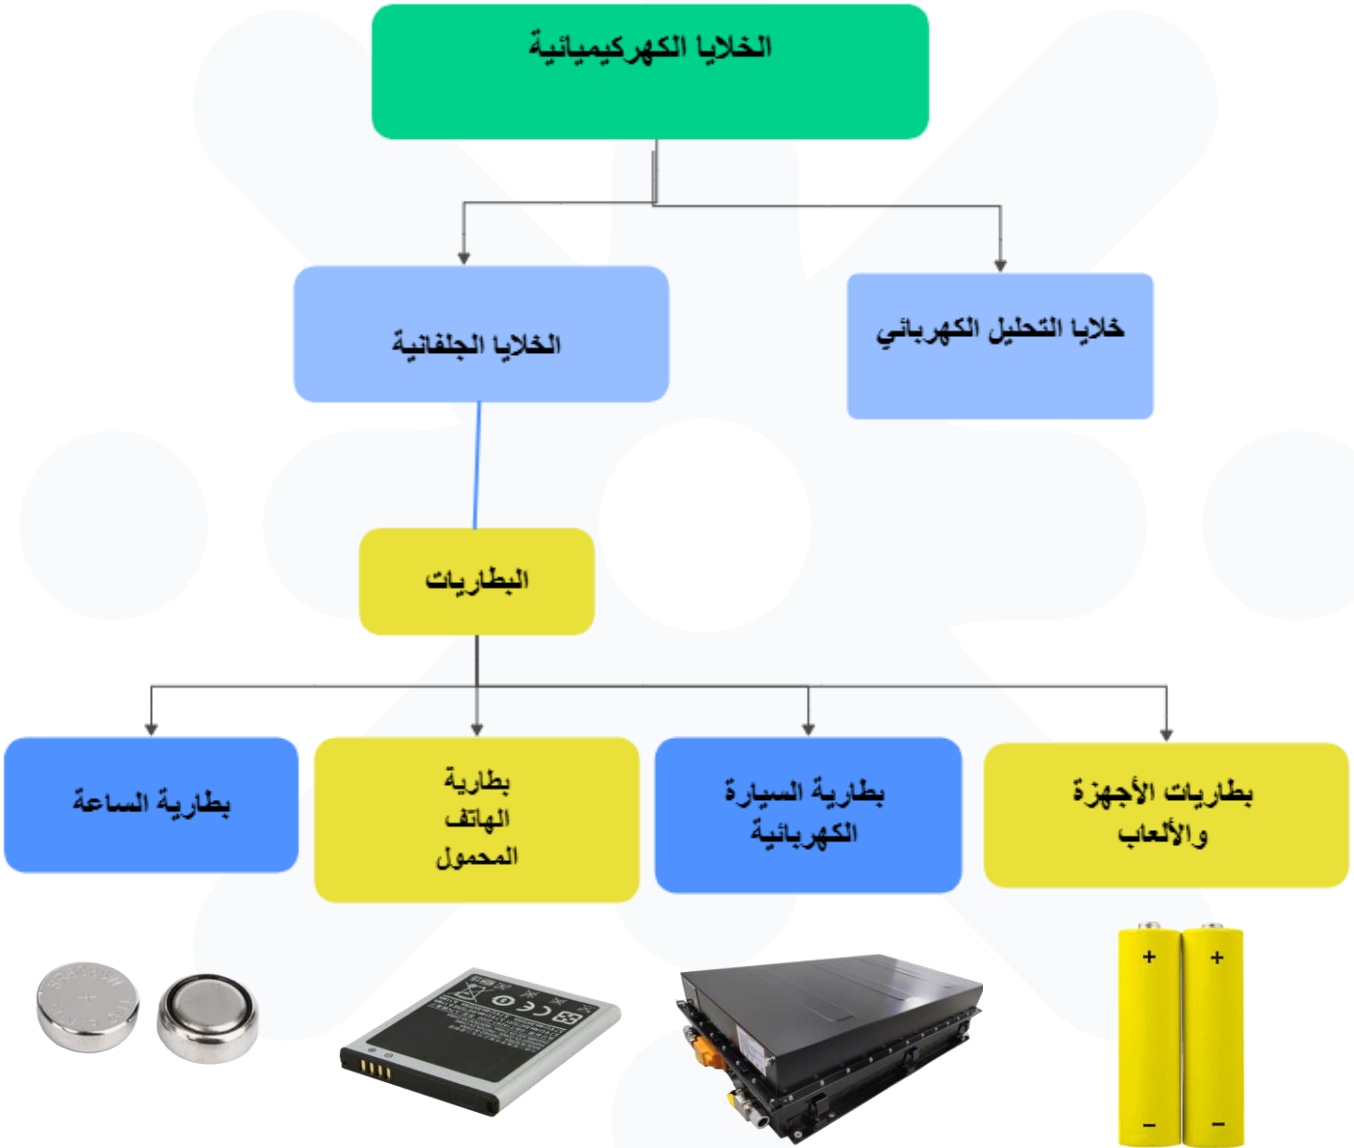 الخلايا الكهركيميائية
خلايا التحليل الكهربائي
الخلايا الجلفانية
البطاريات
بطاريات الأجهزة
والألعاب
بطارية السيارة
الكهربائية
بطارية
الهاتف
المحمول
بطارية الساعة
+
+
-
-